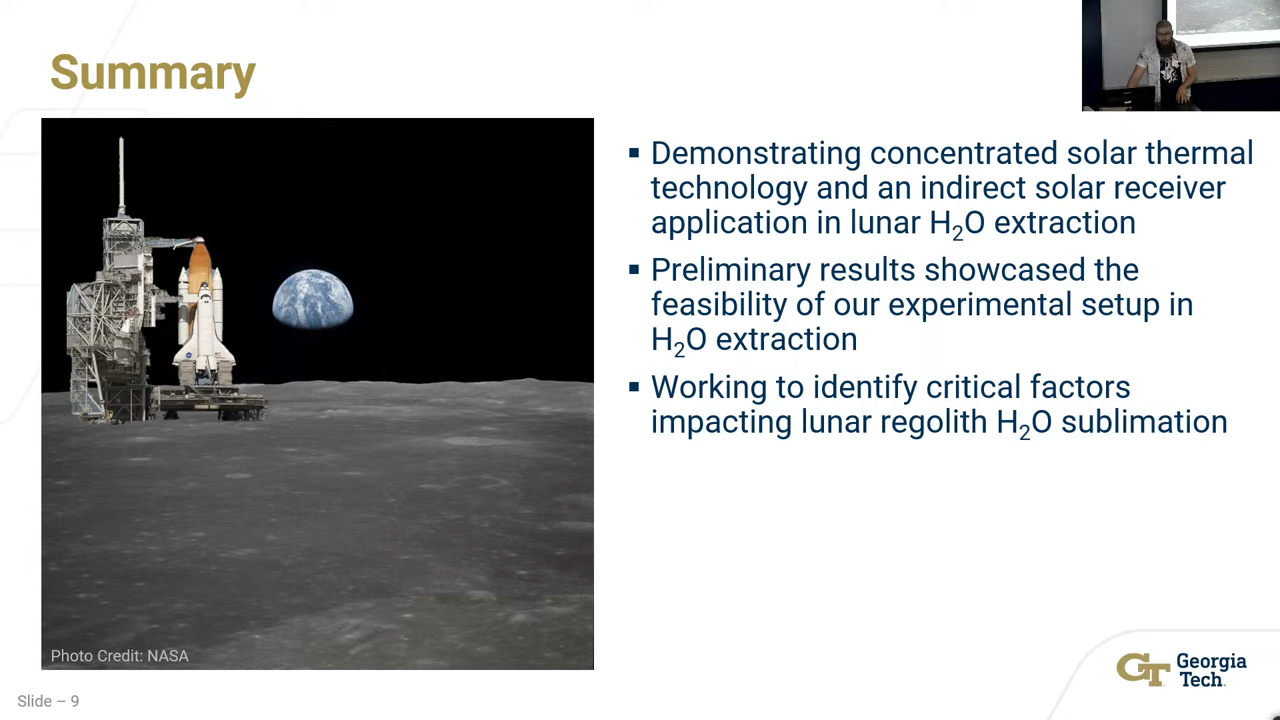 Summary
▪ Demonstrating concentrated solar thermal
technology and an indirect solar receiver
application in lunar H₂O extraction
▪ Preliminary results showcased the
feasibility of our experimental setup in
H₂O extraction
▪ Working to identify critical factors
impacting lunar regolith H₂O sublimation
Photo Credit: NASA
Slide – 9
GT Georgia
Tech.